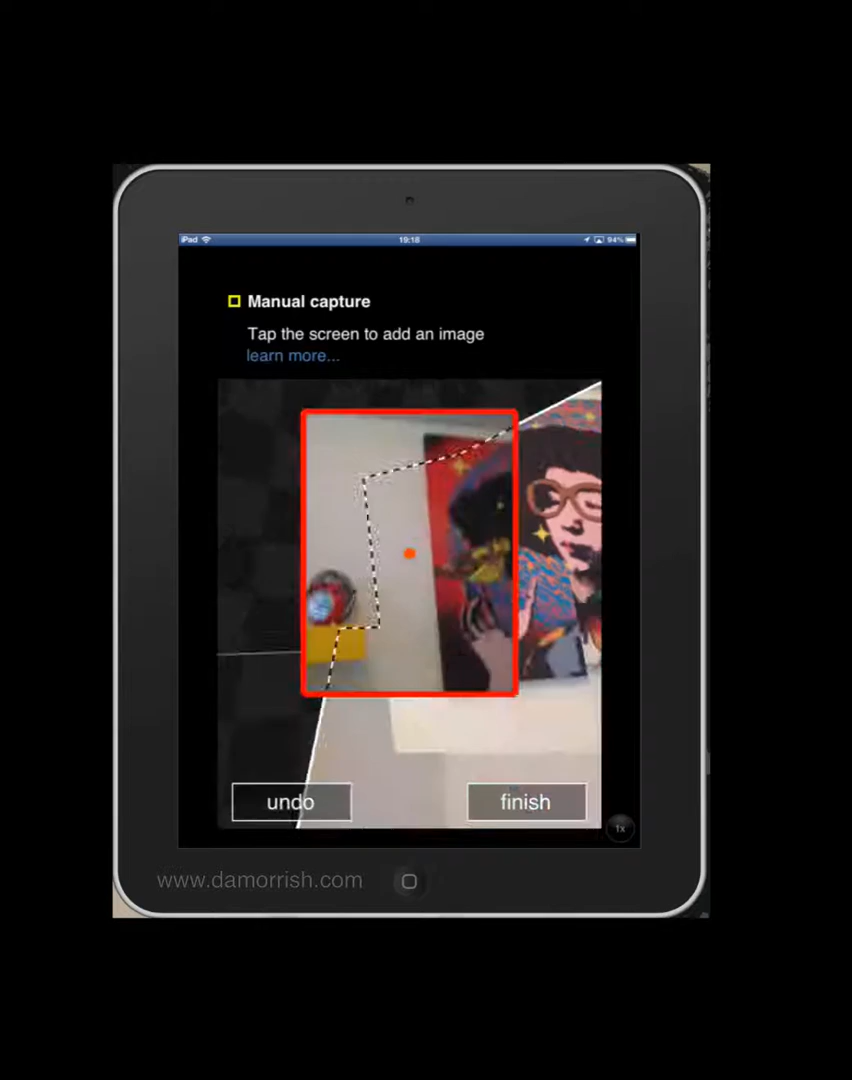 iPad
19:18
94%
Manual capture
Tap the screen to add an image
learn more...
undo
finish
1x
www.damorrish.com